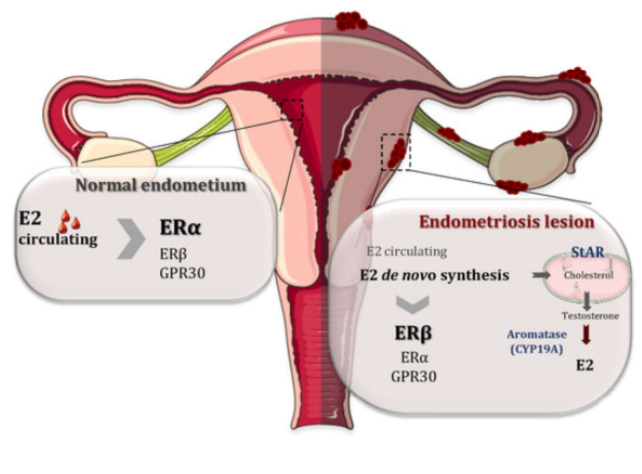 Normal endometium
E2
circulating
ERα
ERβ
GPR30
Endometriosis lesion
E2 circulating
E2 de novo synthesis
ERβ
ERα
GPR30
StAR
Cholesterol
Testosterone
Aromatase
(CYP19A)
E2